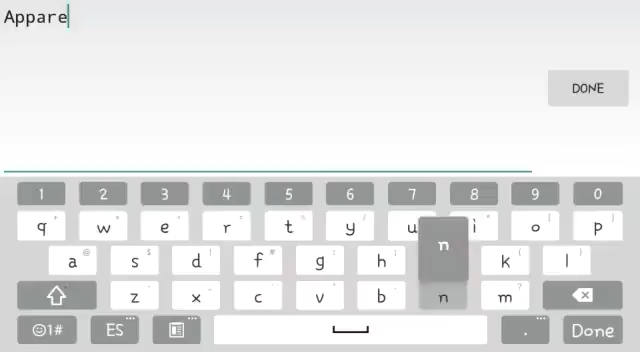 Appare
DONE
1 2 3 4 5 6 7 8 9 0
q w e r t y u i o p
a s d f g h n k l
z x c v b n m
1# ES . Done